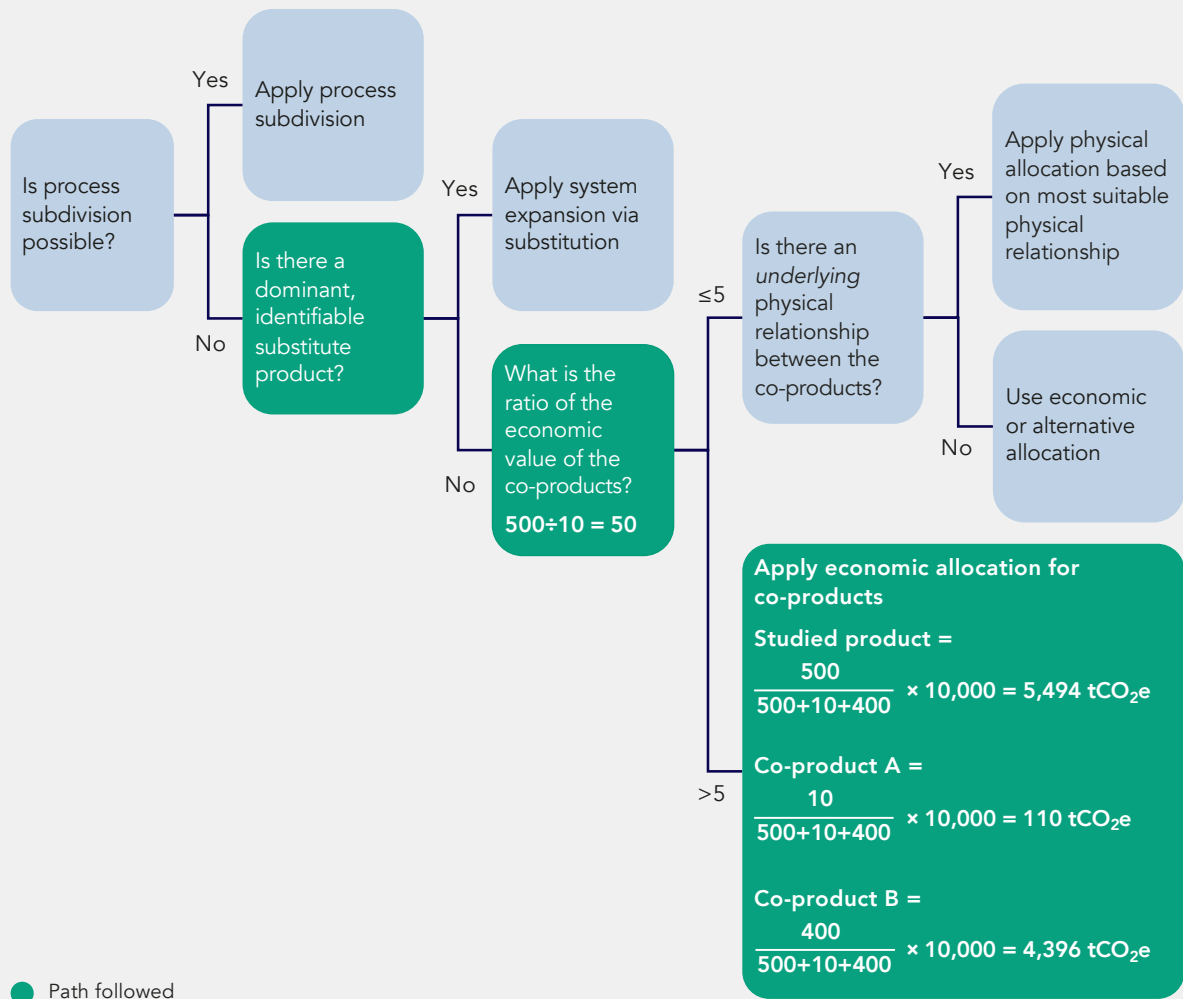 Is process
subdivision
possible?
Yes
Apply process
subdivision
No
Is there a
dominant,
identifiable
substitute
product?
Yes
Apply system
expansion via
substitution
No
What is the
ratio of the
economic
value of the
co-products?
500÷10 = 50
≤5
Is there an
underlying
physical
relationship
between the
co-products?
Yes
Apply physical
allocation based
on most suitable
physical
relationship
No
Use economic
or alternative
allocation
>5
Apply economic allocation for
co-products
Studied product =
500
500+10+400 × 10,000 = 5,494 tCO₂e
Co-product A =
10
500+10+400 × 10,000 = 110 tCO₂e
Co-product B =
400
500+10+400 × 10,000 = 4,396 tCO₂e
Path followed